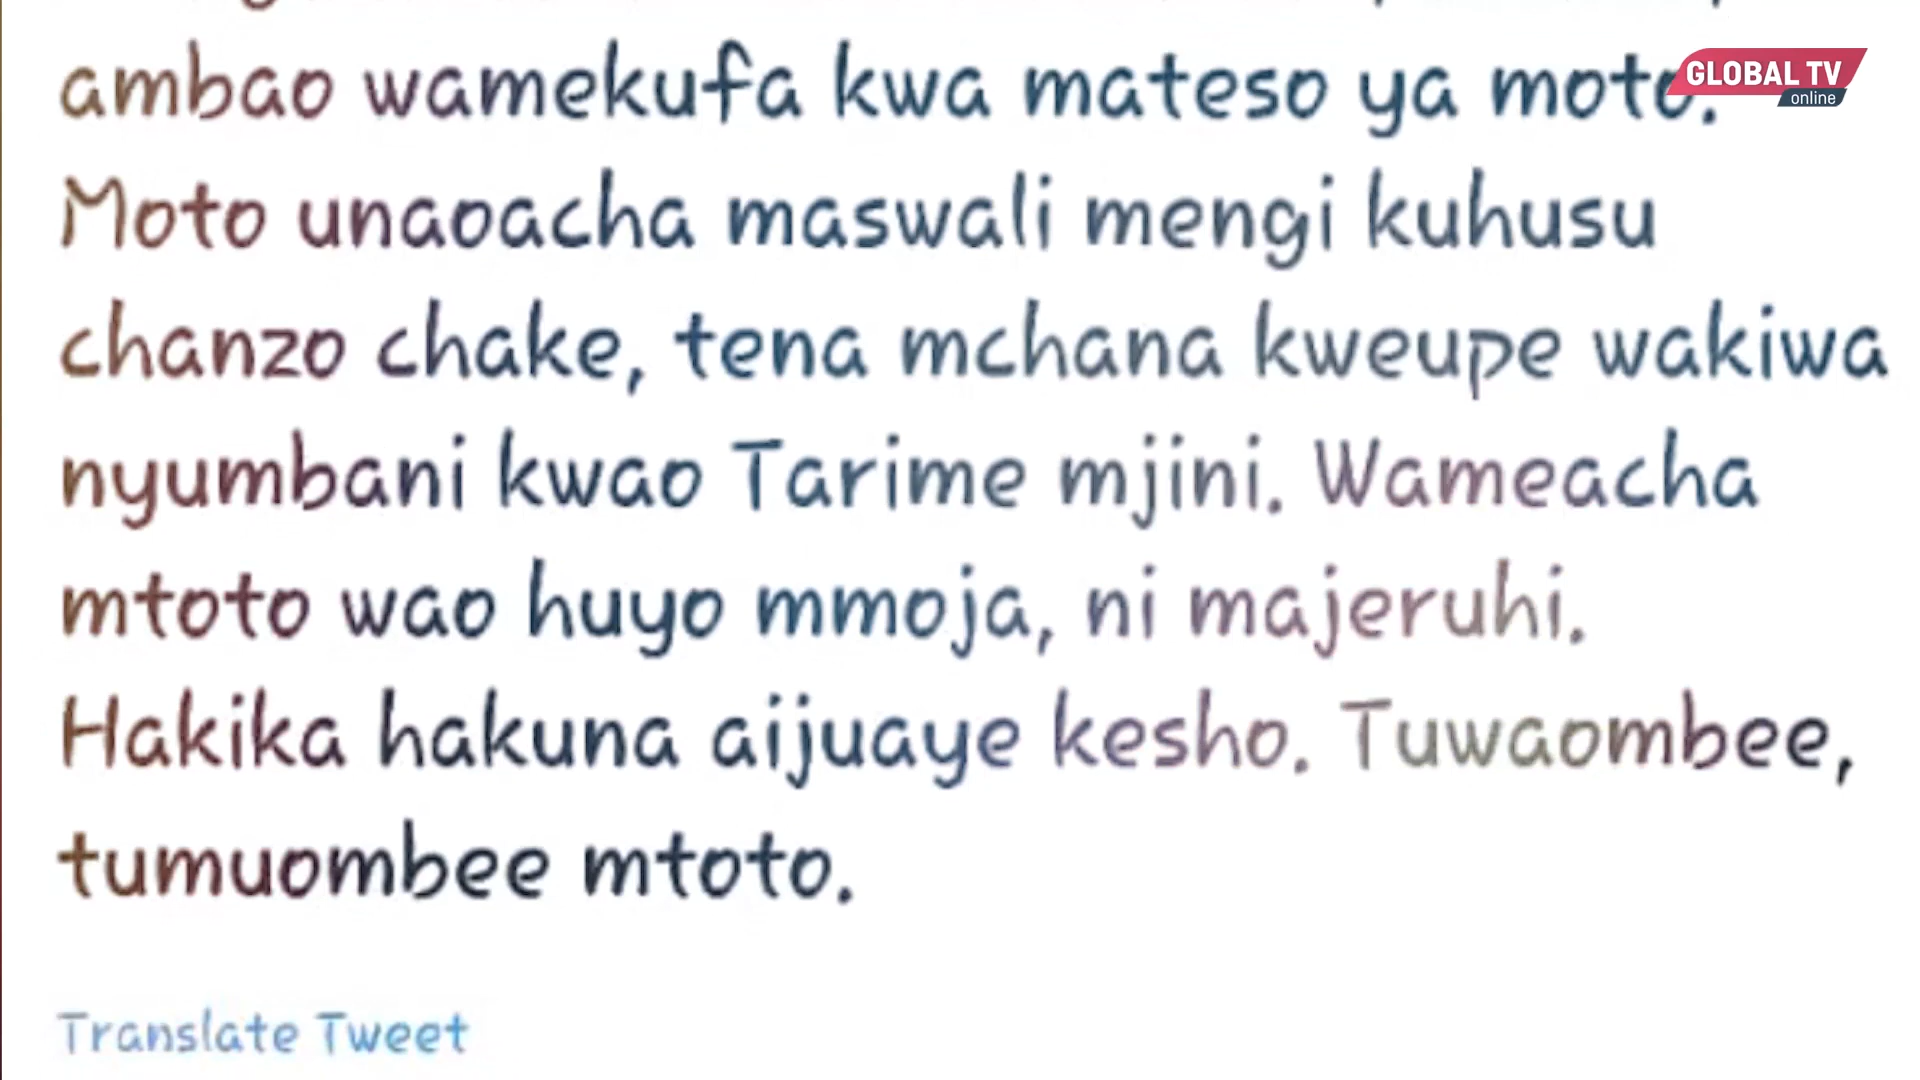 ambao wamekufa kwa mateso ya moto.
GLOBAL TV
online
Moto unaoacha maswali mengi kuhusu
chanzo chake, tena mchana kweupe wakiwa
nyumbani kwao Tarime mjini. Wameacha
mtoto wao huyo mmoja, ni majeruhi.
Hakika hakuna aijuaye kesho. Tuwaombee,
tumuombee mtoto.
Translate Tweet